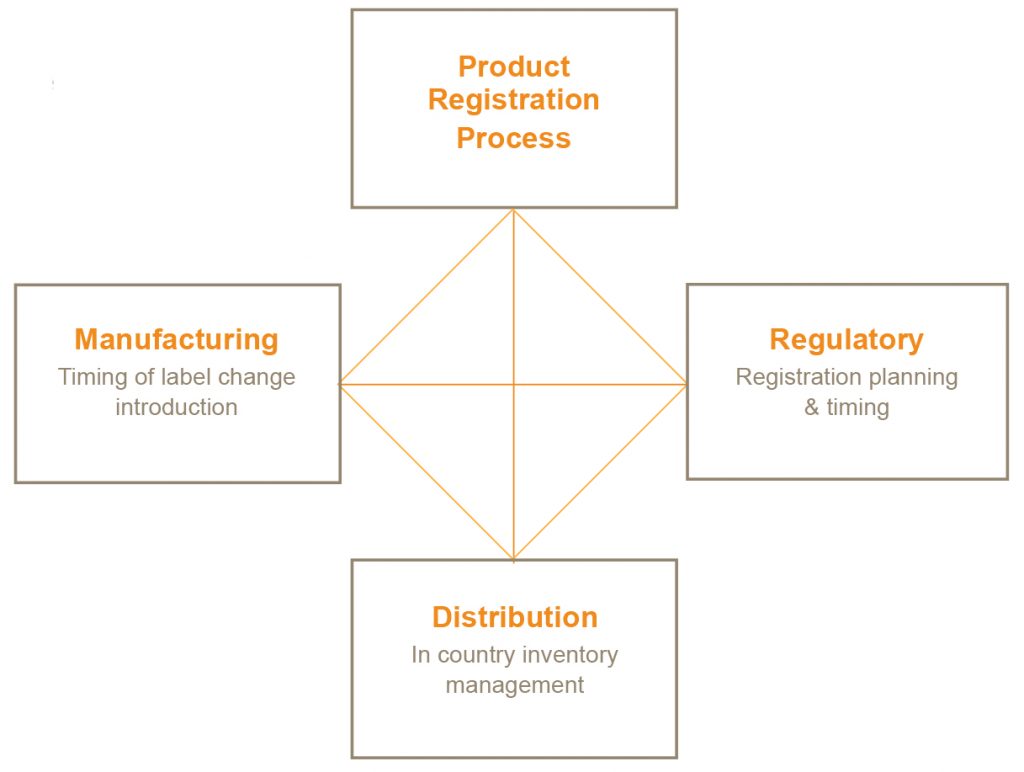 Product
Registration
Process
Manufacturing
Timing of label change
introduction
Regulatory
Registration planning
& timing
Distribution
In country inventory
management